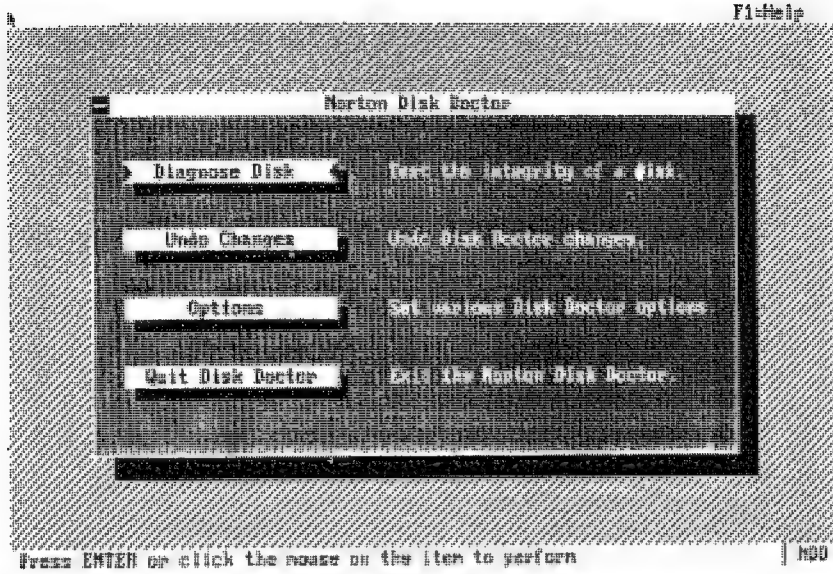 F1=Help
Norton Disk Doctor
Diagnose Disk
Test the integrity of a disk.
Undo Changes
Undo Disk Doctor changes.
Options
Set various Disk Doctor options
Quit Disk Doctor
Exit the Norton Disk Doctor.
Press ENTER or click the mouse on the item to perform
NDD